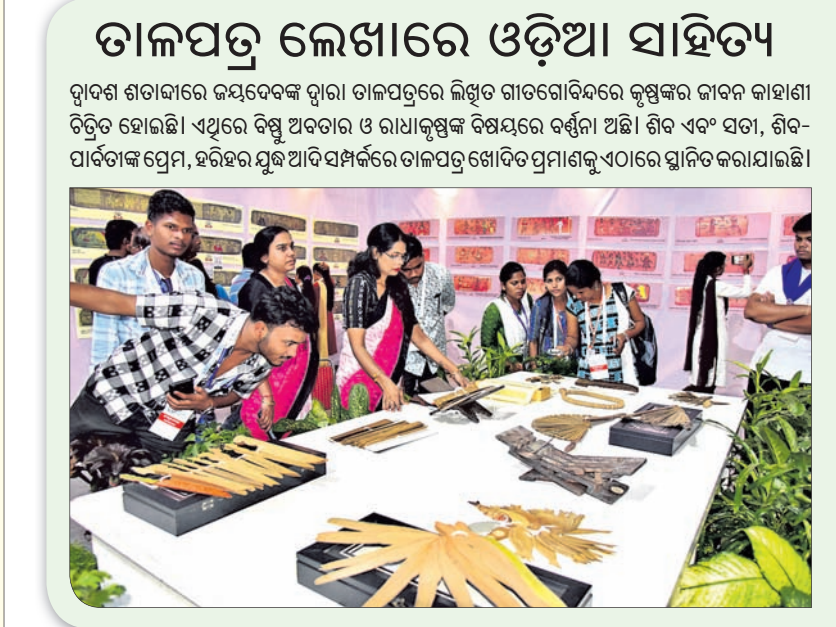 ତାଳପତ୍ର ଲେଖାରେ ଓଡ଼ିଆ ସାହିତ୍ୟ
ଦ୍ୱାଦଶ ଶତାବ୍ଦୀରେ ଜୟଦେବଙ୍କ ଦ୍ୱାରା ତାଳପତ୍ରରେ ଲିଖିତ ଗୀତଗୋବିନ୍ଦରେ କୃଷ୍ଣଙ୍କର ଜୀବନ କାହାଣୀ
ଚିତ୍ରିତ ହୋଇଛି। ଏଥିରେ ବିଷ୍ଣୁ ଅବତାର ଓ ରାଧାକୃଷ୍ଣଙ୍କ ବିଷୟରେ ବର୍ଣ୍ଣନା ଅଛି। ଶିବ ଏବଂ ସତୀ, ଶିବ-
ପାର୍ବତୀଙ୍କ ପ୍ରେମ, ହରିହର ଯୁଦ୍ଧ ଆଦି ସମ୍ପର୍କରେ ତାଳପତ୍ର ଖୋଦିତ ପ୍ରମାଣକୁ ଏଠାରେ ସ୍ଥାନିତ କରାଯାଇଛି।